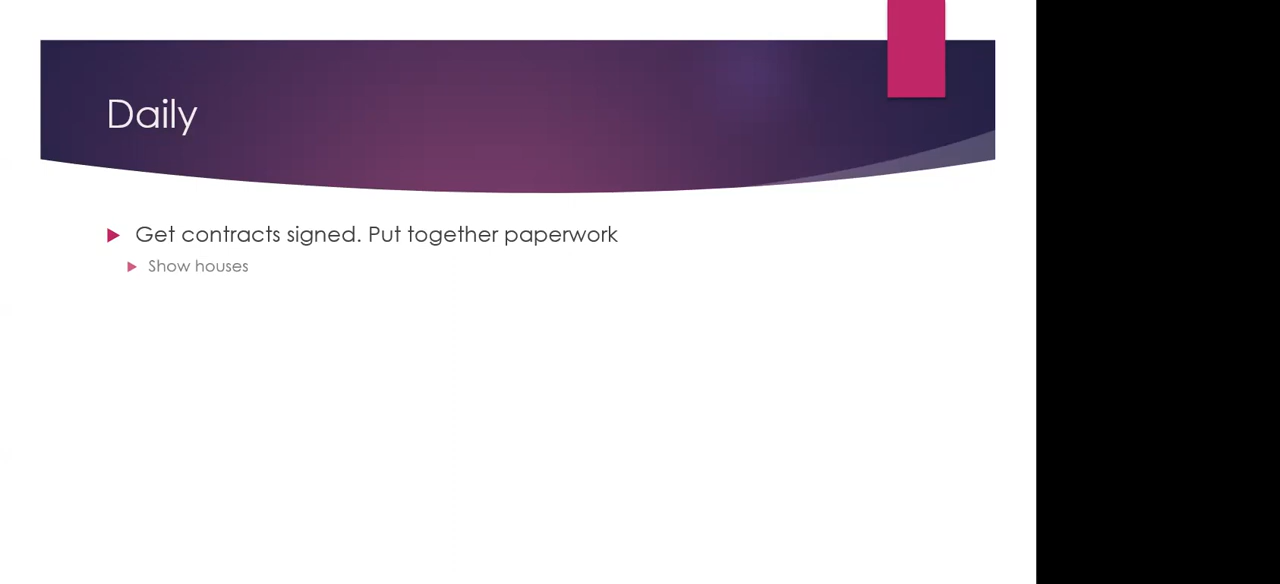 Daily
Get contracts signed. Put together paperwork
Show houses